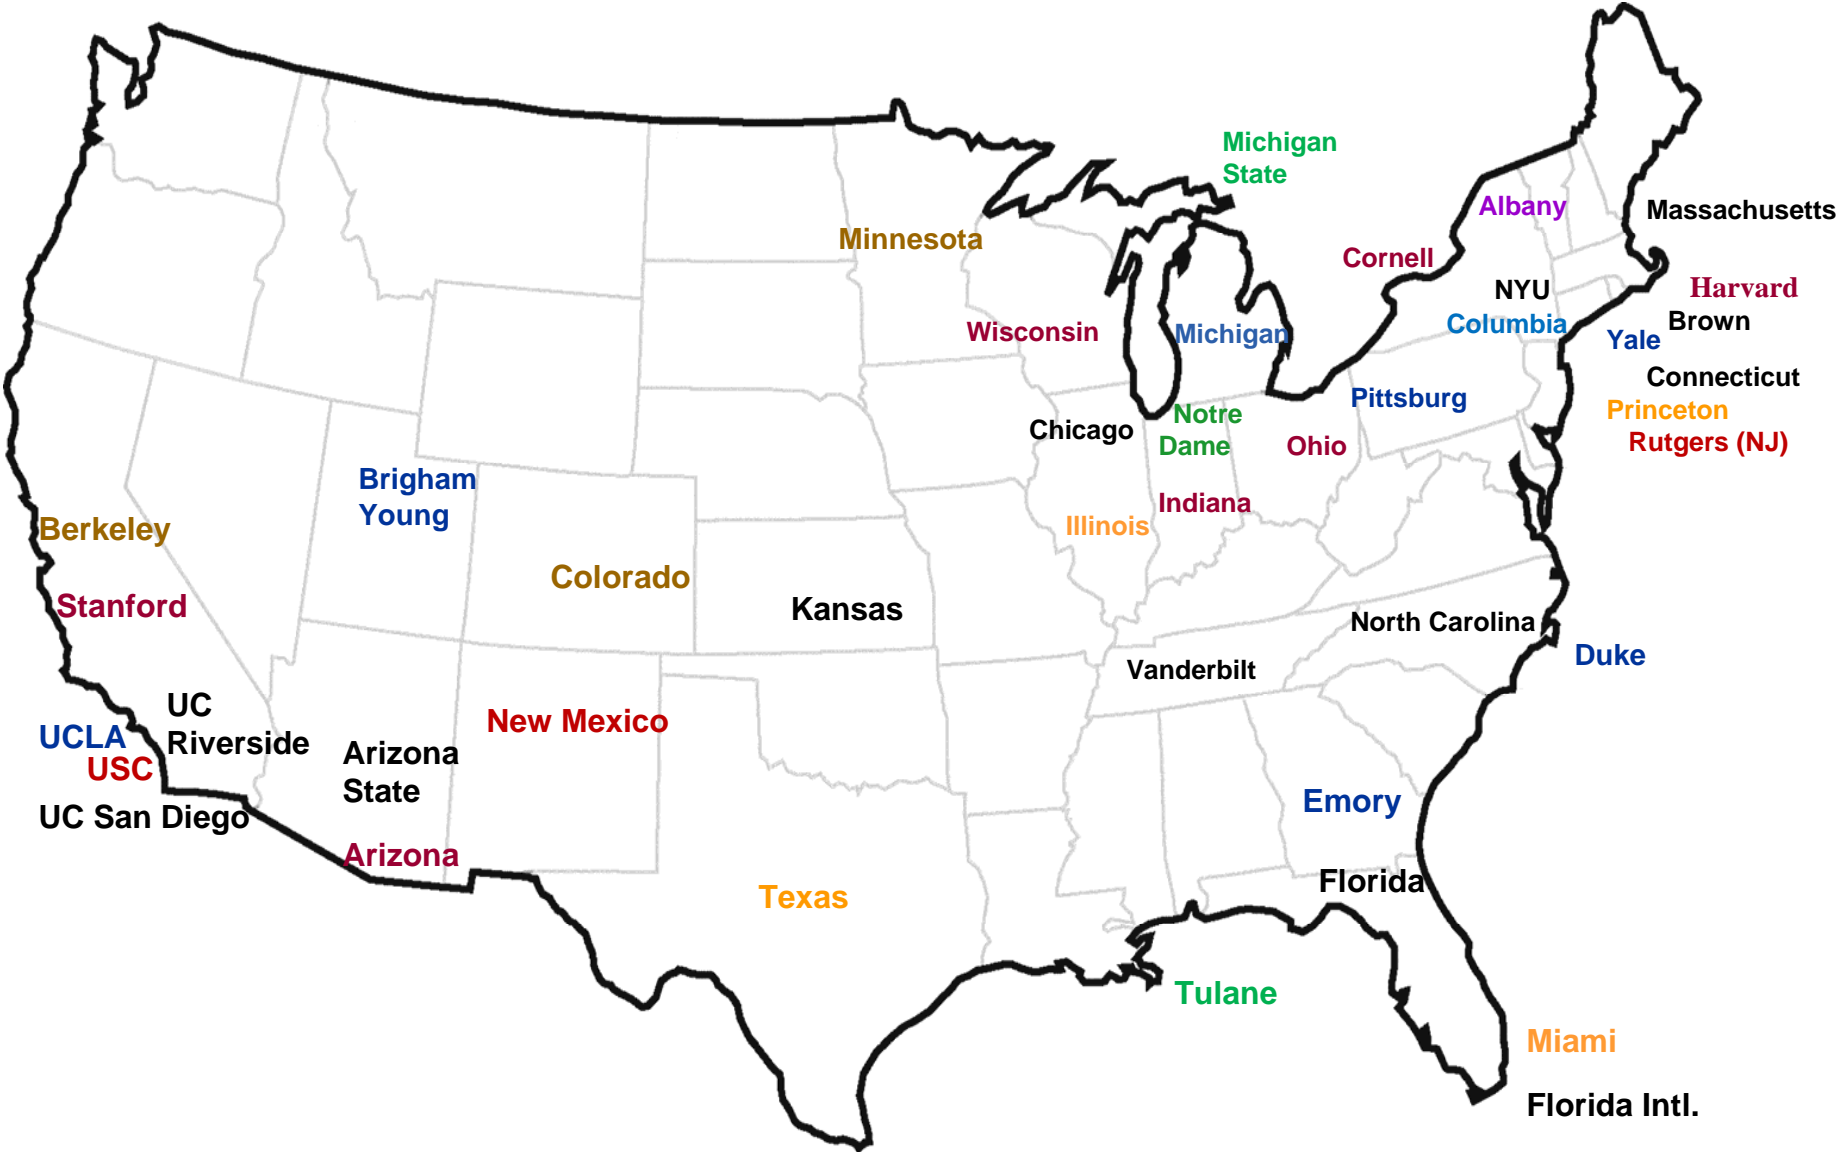 Michigan
State
Albany
Massachusetts
Minnesota
Cornell
NYU
Harvard
Columbia
Brown
Wisconsin
Michigan
Yale
Connecticut
Pittsburg
Princeton
Notre
Dame
Chicago
Ohio
Rutgers (NJ)
Brigham
Young
Indiana
Berkeley
Illinois
Colorado
Stanford
Kansas
North Carolina
Duke
Vanderbilt
UC
Riverside
New Mexico
UCLA
USC
Arizona
State
UC San Diego
Emory
Arizona
Florida
Texas
Tulane
Miami
Florida Intl.